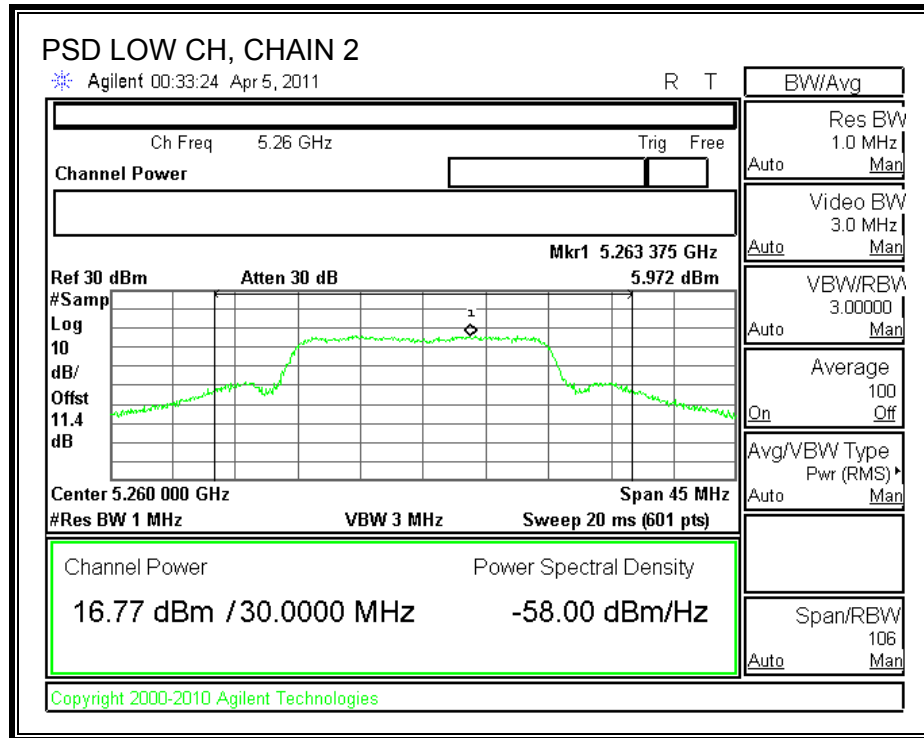 PSD LOW CH, CHAIN 2
Agilent 00:33:24 Apr 5, 2011 R T
BW/Avg
Ch Freq 5.26 GHz Trig Free
Channel Power
Mkr1 5.263 375 GHz
Ref 30 dBm Atten 30 dB 5.972 dBm
#Samp
Log
10
dB/
Offst
11.4
dB
1
Center 5.260 000 GHz Span 45 MHz
#Res BW 1 MHz VBW 3 MHz Sweep 20 ms (601 pts)
Channel Power Power Spectral Density
16.77 dBm / 30.0000 MHz -58.00 dBm/Hz
Res BW
1.0 MHz
Auto Man
Video BW
3.0 MHz
Auto Man
VBW/RBW
3.00000
Auto Man
Average
100
On Off
Avg/VBW Type
Pwr (RMS)
Auto Man
Span/RBW
106
Auto Man
Copyright 2000-2010 Agilent Technologies